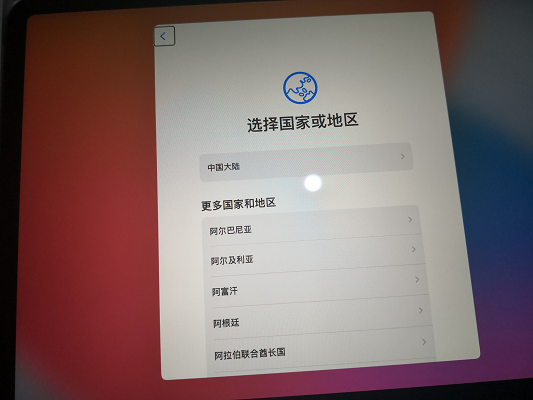 选择国家或地区
中国大陆
更多国家和地区
阿尔巴尼亚
阿尔及利亚
阿富汗
阿根廷
阿拉伯联合酋长国